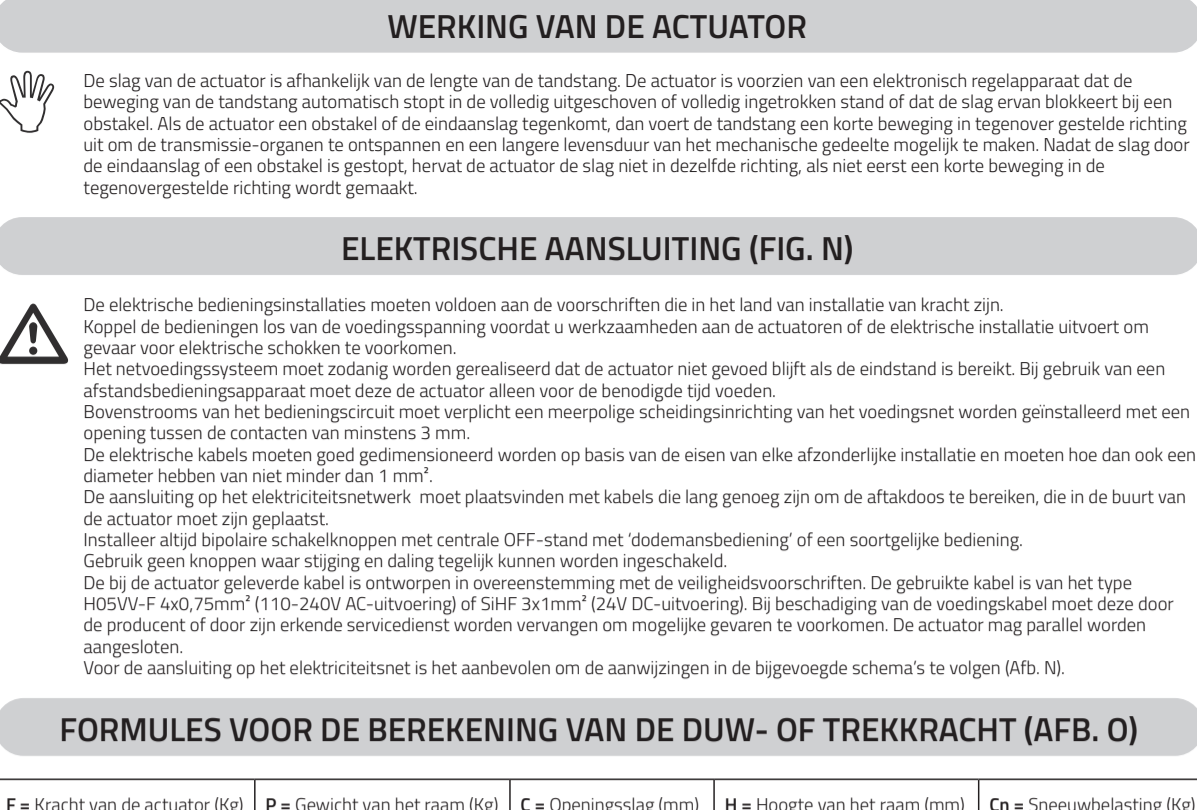 WERKING VAN DE ACTUATOR
De slag van de actuator is afhankelijk van de lengte van de tandstang. De actuator is voorzien van een elektronisch regelapparaat dat de
beweging van de tandstang automatisch stopt in de volledig uitgeschoven of volledig ingetrokken stand of dat de slag ervan blokkeert bij een
obstakel. Als de actuator een obstakel of de eindaanslag tegenkomt, dan voert de tandstang een korte beweging in tegenover gestelde richting
uit om de transmissie-organen te ontspannen en een langere levensduur van het mechanische gedeelte mogelijk te maken. Nadat de slag door
de eindaanslag of een obstakel is gestopt, hervat de actuator de slag niet in dezelfde richting, als niet eerst een korte beweging in de
tegenovergestelde richting wordt gemaakt.
ELEKTRISCHE AANSLUITING (FIG. N)
De elektrische bedieningsinstallaties moeten voldoen aan de voorschriften die in het land van installatie van kracht zijn.
Koppel de bedieningen los van de voedingsspanning voordat u werkzaamheden aan de actuatoren of de elektrische installatie uitvoert om
gevaar voor elektrische schokken te voorkomen.
Het netvoedingssysteem moet zodanig worden gerealiseerd dat de actuator niet gevoed blijft als de eindstand is bereikt. Bij gebruik van een
afstandsbedieningsapparaat moet deze de actuator alleen voor de benodigde tijd voeden.
Bovenstrooms van het bedieningscircuit moet verplicht een meerpolige scheidingsinrichting van het voedingsnet worden geïnstalleerd met een
opening tussen de contacten van minstens 3 mm.
De elektrische kabels moeten goed gedimensioneerd worden op basis van de eisen van elke afzonderlijke installatie en moeten hoe dan ook een
diameter hebben van niet minder dan 1 mm².
De aansluiting op het elektriciteitsnetwerk moet plaatsvinden met kabels die lang genoeg zijn om de aftakdoos te bereiken, die in de buurt van
de actuator moet zijn geplaatst.
Installeer altijd bipolaire schakelknoppen met centrale OFF-stand met ‘dodemansbediening’ of een soortgelijke bediening.
Gebruik geen knoppen waar stijging en daling tegelijk kunnen worden ingeschakeld.
De bij de actuator geleverde kabel is ontworpen in overeenstemming met de veiligheidsvoorschriften. De gebruikte kabel is van het type
H05VV-F 4x0,75mm² (110-240V AC-uitvoering) of SiHF 3x1mm² (24V DC-uitvoering). Bij beschadiging van de voedingskabel moet deze door
de producent of door zijn erkende servicedienst worden vervangen om mogelijke gevaren te voorkomen. De actuator mag parallel worden
aangesloten.
Voor de aansluiting op het elektriciteitsnet is het aanbevolen om de aanwijzingen in de bijgevoegde schema’s te volgen (Afb. N).
FORMULES VOOR DE BEREKENING VAN DE DUW- OF TREKKRACHT (AFB. O)
F = Kracht van de actuator (Kg) P = Gewicht van het raam (Kg) C = Openingsslag (mm) H = Hoogte van het raam (mm) Cn = Sneeuwbelasting (Kg)